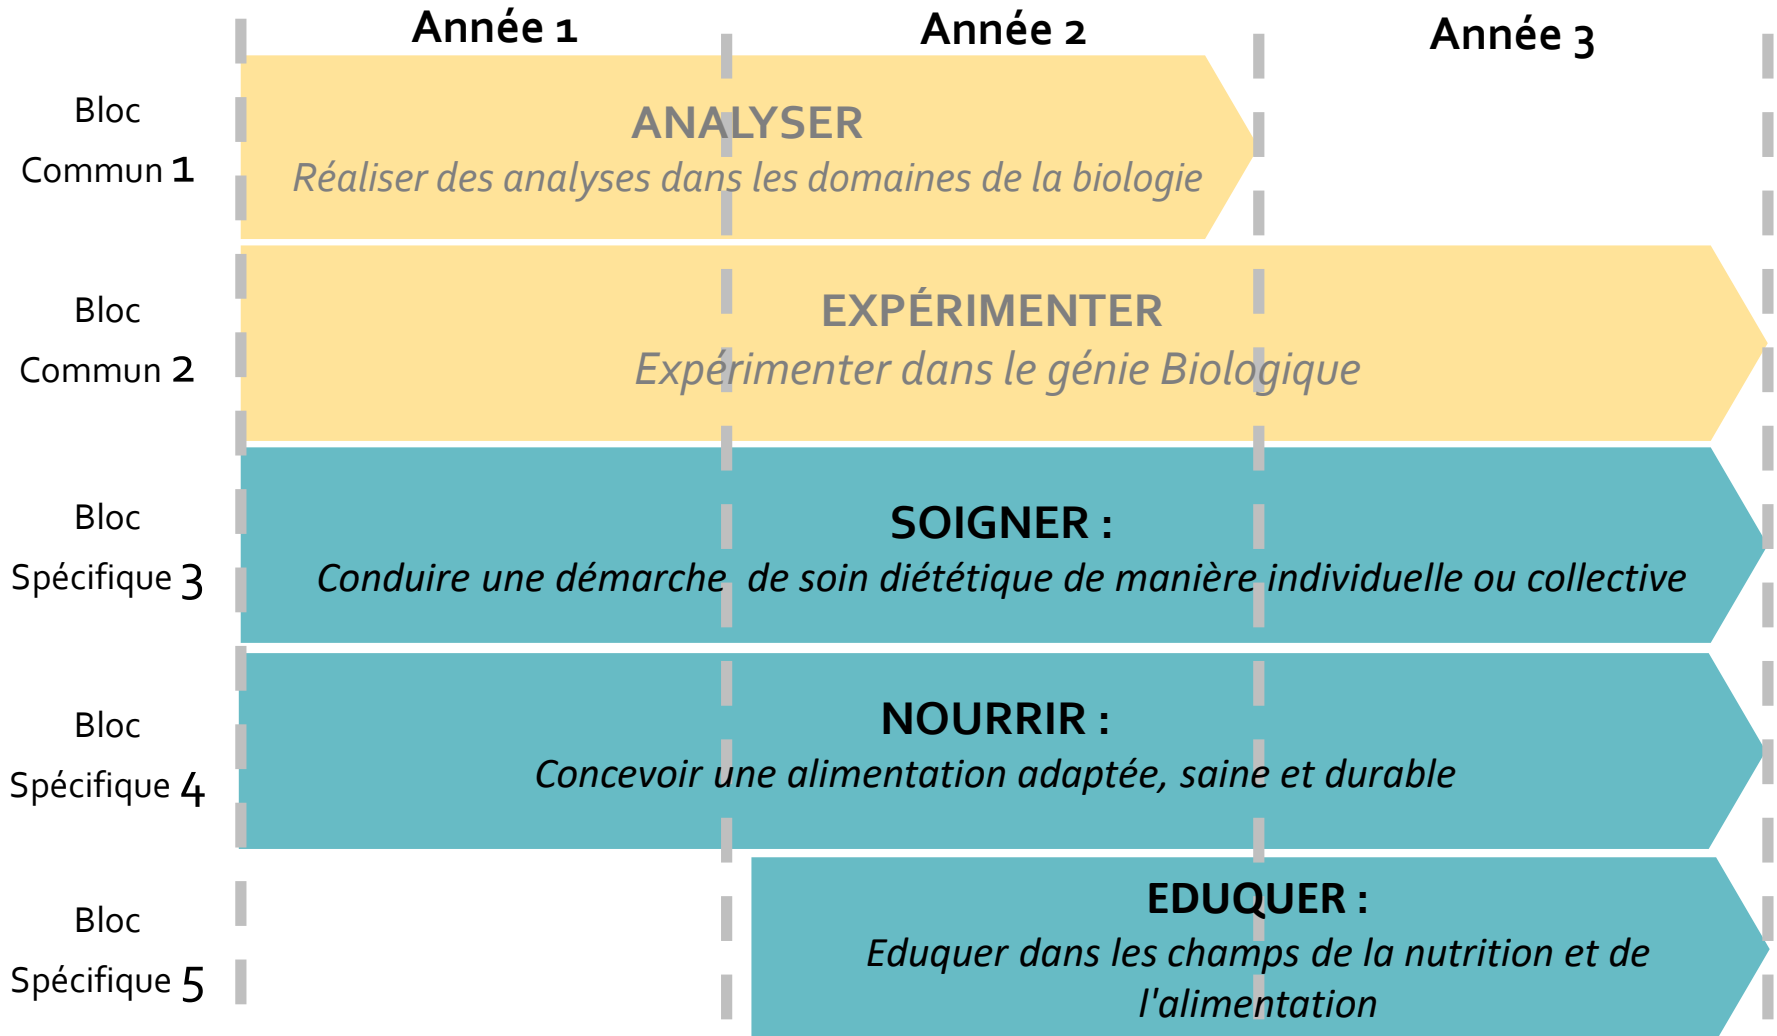 Année 1
Année 2
Année 3
Bloc
Commun 1
ANALYSER
Réaliser des analyses dans les domaines de la biologie
Bloc
Commun 2
EXPÉRIMENTER
Expérimenter dans le génie Biologique
Bloc
Spécifique 3
SOIGNER :
Conduire une démarche de soin diététique de manière individuelle ou collective
Bloc
Spécifique 4
NOURRIR :
Concevoir une alimentation adaptée, saine et durable
Bloc
Spécifique 5
EDUQUER :
Eduquer dans les champs de la nutrition et de
l'alimentation